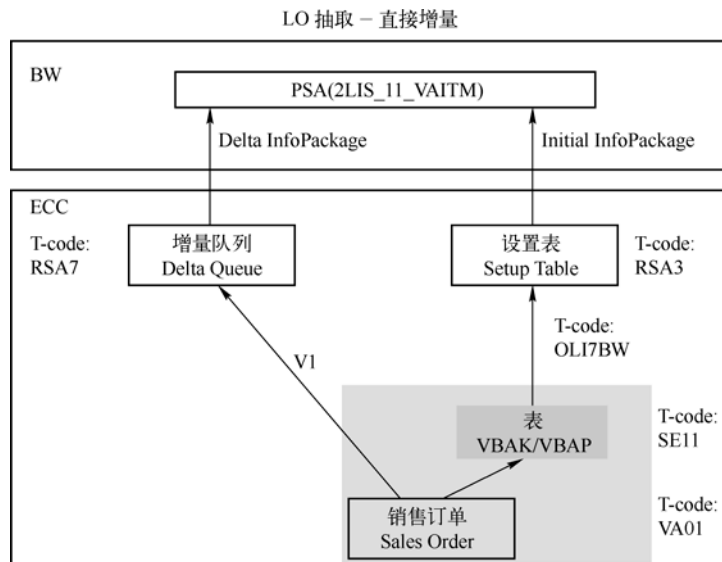 LO 抽取 – 直接增量
BW
PSA(2LIS_11_VAITM)
Delta InfoPackage
Initial InfoPackage
ECC
T-code:
RSA7
增量队列
Delta Queue
设置表
Setup Table
T-code:
RSA3
T-code:
OLI7BW
V1
表
VBAK/VBAP
T-code:
SE11
销售订单
Sales Order
T-code:
VA01